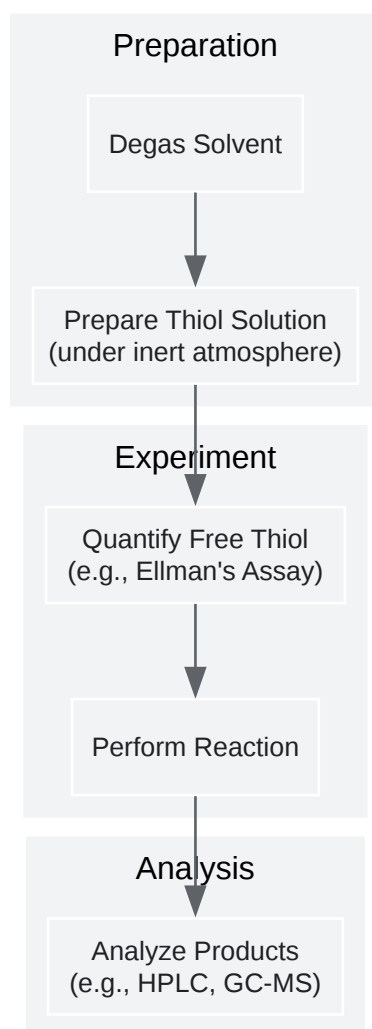 Preparation
Degas Solvent
Prepare Thiol Solution
(under inert atmosphere)
Experiment
Quantify Free Thiol
(e.g., Ellman's Assay)
Perform Reaction
Analysis
Analyze Products
(e.g., HPLC, GC-MS)